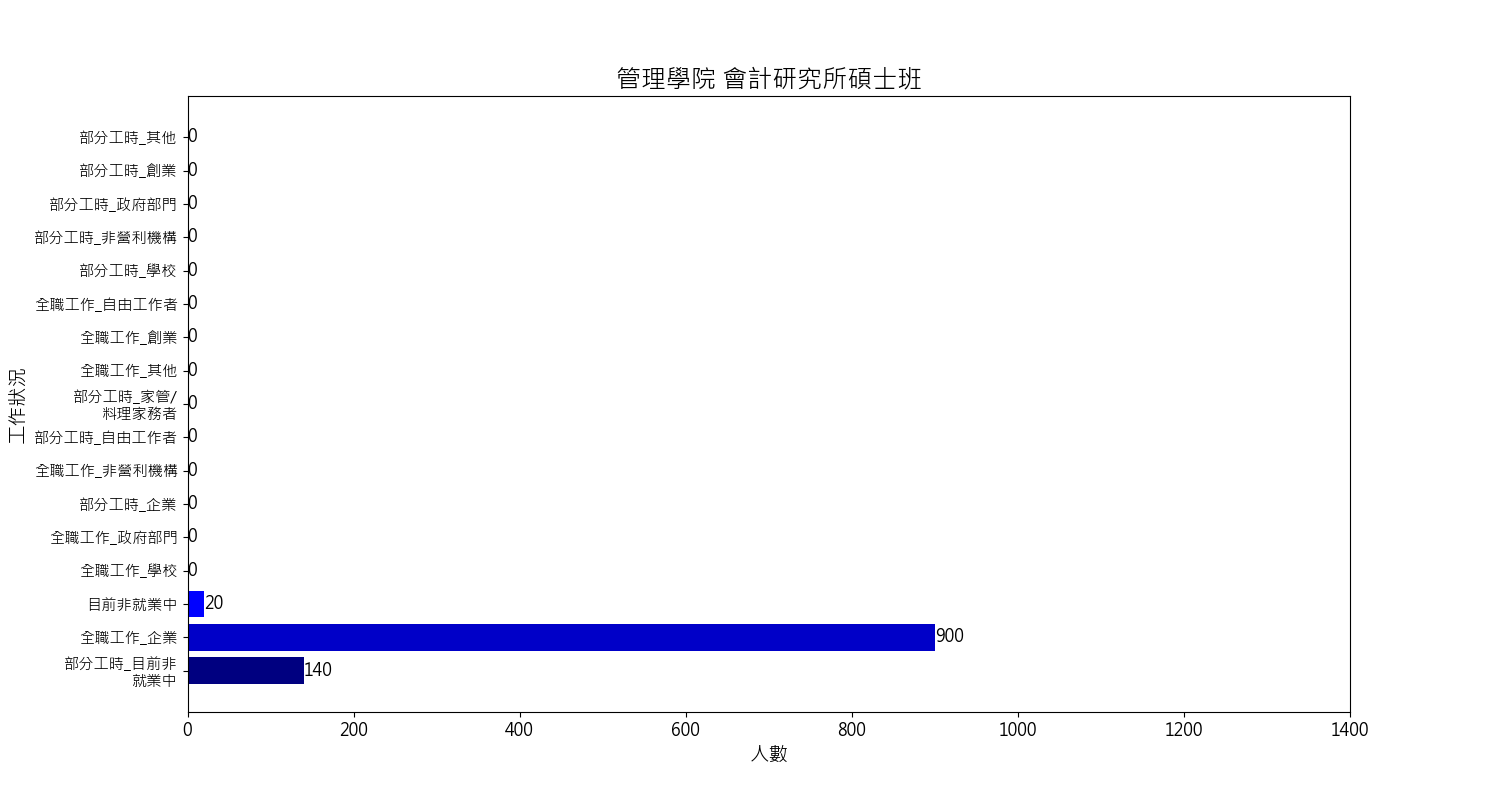 管理學院 會計研究所碩士班
部分工時_其他
0
部分工時_創業
0
部分工時_政府部門
0
部分工時_非營利機構
0
部分工時_學校
0
全職工作_自由工作者
0
全職工作_創業
0
全職工作_其他
0
部分工時_家管/
料理家務者
0
部分工時_自由工作者
0
全職工作_非營利機構
0
部分工時_企業
0
全職工作_政府部門
0
全職工作_學校
0
目前非就業中
20
全職工作_企業
900
部分工時_目前非
就業中
140
工作狀況
0 200 400 600 800 1000 1200 1400
人數